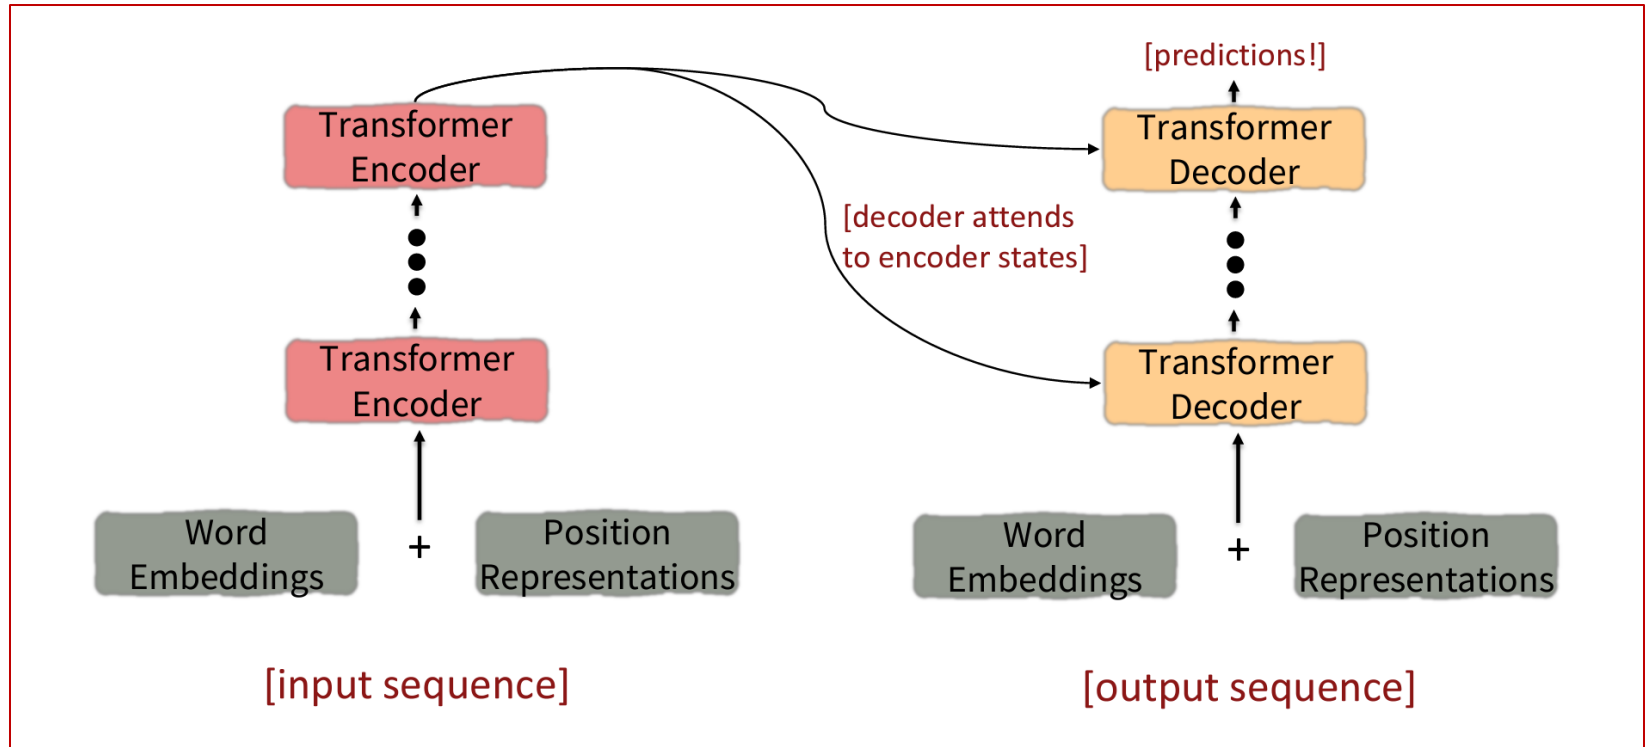 [predictions!]
Transformer
Encoder
Transformer
Decoder
[decoder attends
to encoder states]
Transformer
Encoder
Transformer
Decoder
Word
Embeddings
+
Position
Representations
Word
Embeddings
+
Position
Representations
[input sequence]
[output sequence]